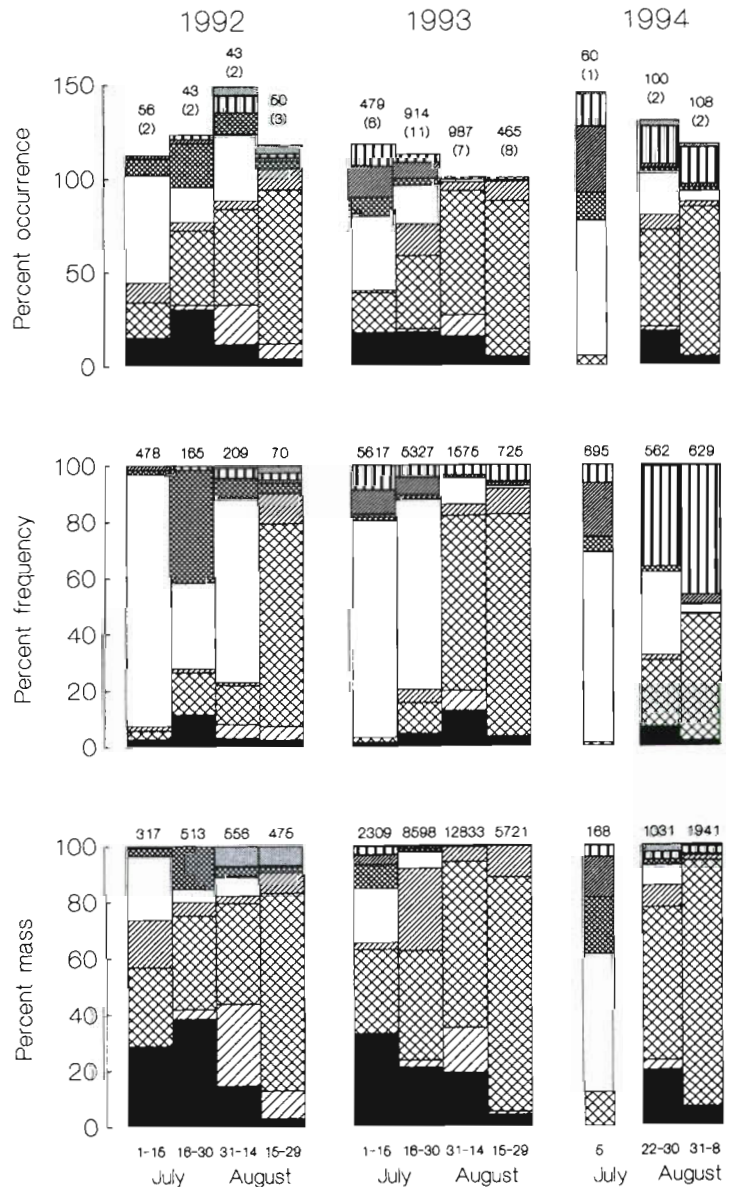 1992 1993 1994
56 43 43 50 479 914 987 465 60 100 108
(2) (2) (2) (3) (6) (11) (7) (8) (1) (2) (2)
Percent occurrence
150
100
50
0
478 165 209 70 5617 5327 1575 725 695 562 629
Percent frequency
100
80
60
40
20
0
317 513 556 475 2309 8598 12833 5721 168 1031 1941
Percent mass
100
80
60
40
20
0
1-15 16-30 31-14 15-29 1-15 16-30 31-14 15-29 5 22-30 31-8
July August July August July August